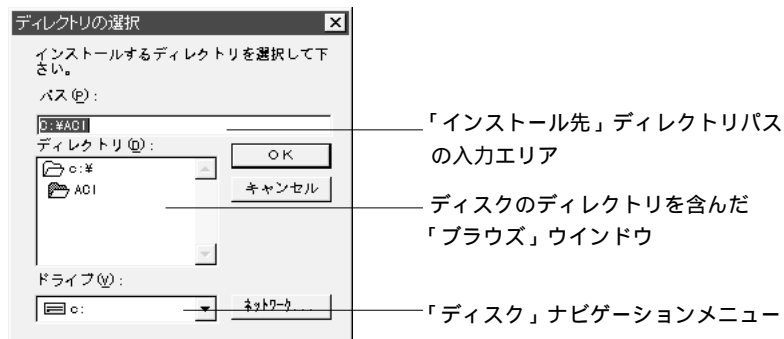 ディレクトリの選択
インストールするディレクトリを選択して下
さい。
パス(P):
C:¥ACI
ディレクトリ(D):
c:¥
ACI
OK
キャンセル
ドライブ(V):
c:
ネットワーク...
「インストール先」ディレクトリパス
の入力エリア
ディスクのディレクトリを含んだ
「ブラウズ」ウインドウ
「ディスク」ナビゲーションメニュー